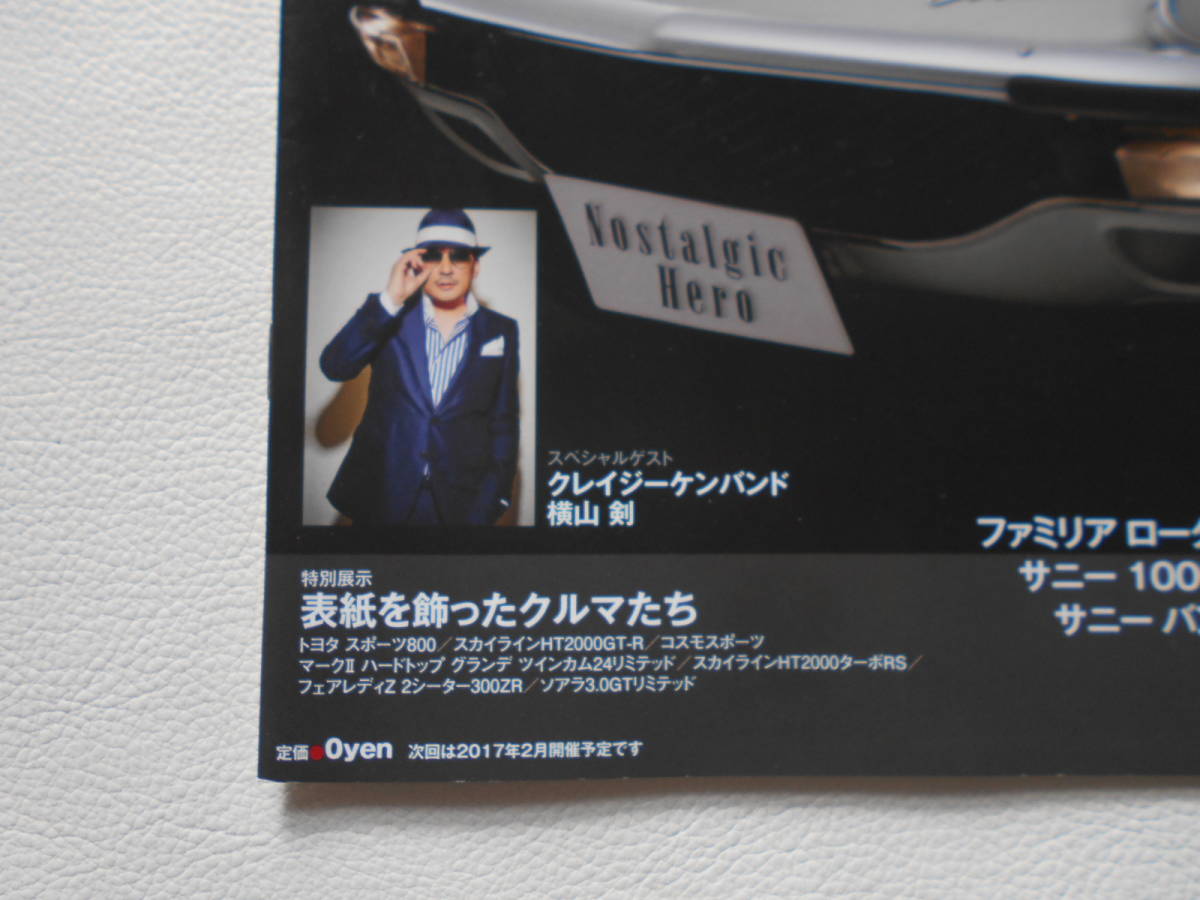 Nostalgic
Hero
スペシャルゲスト
クレイジーケンバンド
横山 剣
ファミリア ロータ
サニー 100
サニー バン
特別展示
表紙を飾ったクルマたち
トヨタ スポーツ800／スカイラインHT2000GT-R／コスモスポーツ
マークⅡ ハードトップ グランデ ツインカム24リミテッド／スカイラインHT2000ターボRS／
フェアレディZ 2シーター300ZR／ソアラ3.0GTリミテッド
定価●0yen 次回は2017年2月開催予定です